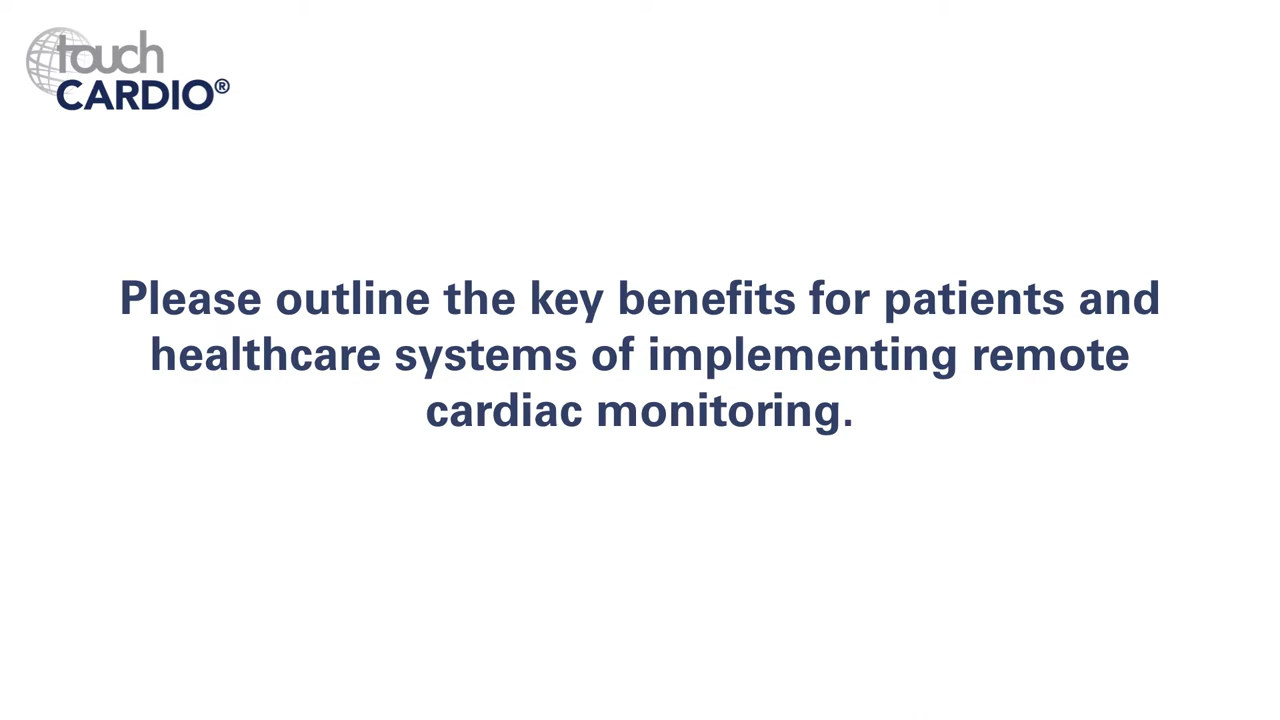 touch
CARDIO®
Please outline the key benefits for patients and
healthcare systems of implementing remote
cardiac monitoring.